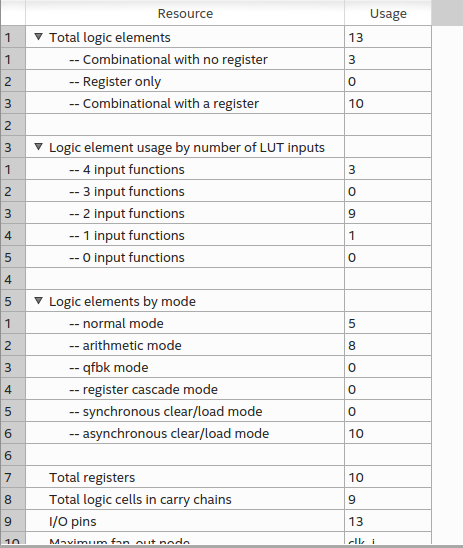 Resource Usage
1 Total logic elements 13
1 -- Combinational with no register 3
2 -- Register only 0
3 -- Combinational with a register 10
2
3 Logic element usage by number of LUT inputs
1 -- 4 input functions 3
2 -- 3 input functions 0
3 -- 2 input functions 9
4 -- 1 input functions 1
5 -- 0 input functions 0
4
5 Logic elements by mode
1 -- normal mode 5
2 -- arithmetic mode 8
3 -- qfbk mode 0
4 -- register cascade mode 0
5 -- synchronous clear/load mode 0
6 -- asynchronous clear/load mode 10
6
7 Total registers 10
8 Total logic cells in carry chains 9
9 I/O pins 13
10 Maximum fan-out node clk_i